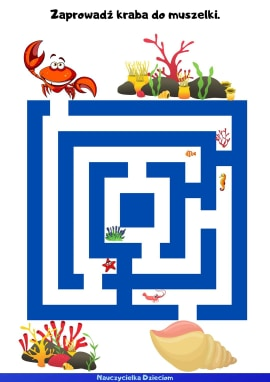 Zaprowadź kraba do muszelki.
Nauczycielka Dzieciom